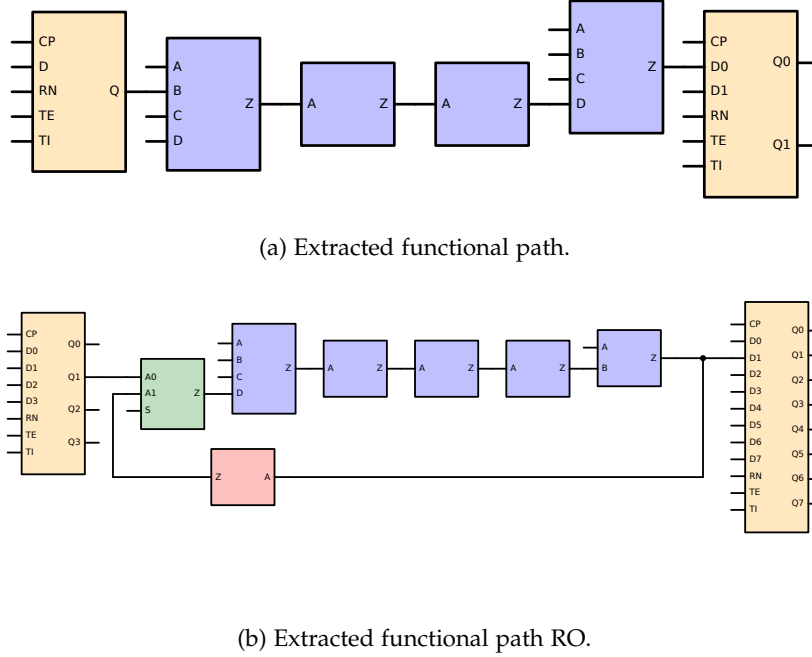 CP
D
RN
TE
TI
Q
A
B
C
D
Z
A
Z
A
Z
A
B
C
D
Z
CP
D0
D1
RN
TE
TI
Q0
Q1
(a) Extracted functional path.
CP
D0
D1
D2
D3
RN
TE
TI
Q0
Q1
Q2
Q3
A0
A1
S
Z
A
B
C
D
Z
A
Z
A
Z
A
Z
A
B
Z
Z
A
CP
D0
D1
D2
D3
D4
D5
D6
D7
RN
TE
TI
Q0
Q1
Q2
Q3
Q4
Q5
Q6
Q7
(b) Extracted functional path RO.